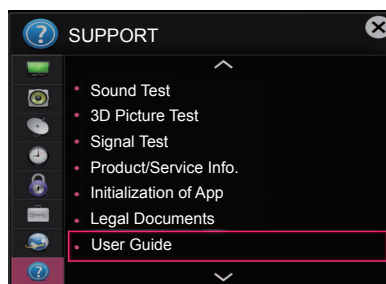 SUPPORT
Sound Test
3D Picture Test
Signal Test
Product/Service Info.
Initialization of App
Legal Documents
User Guide